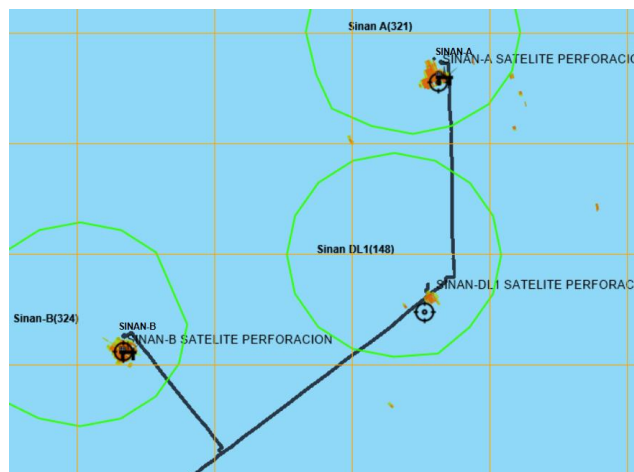 Sinan A(321)
SINAN-A
SINAN-A SATELITE PERFORACIO
Sinan DL1(148)
SINAN-DL1 SATELITE PERFORAC
Sinan-B(324)
SINAN-B
SINAN-B SATELITE PERFORACION